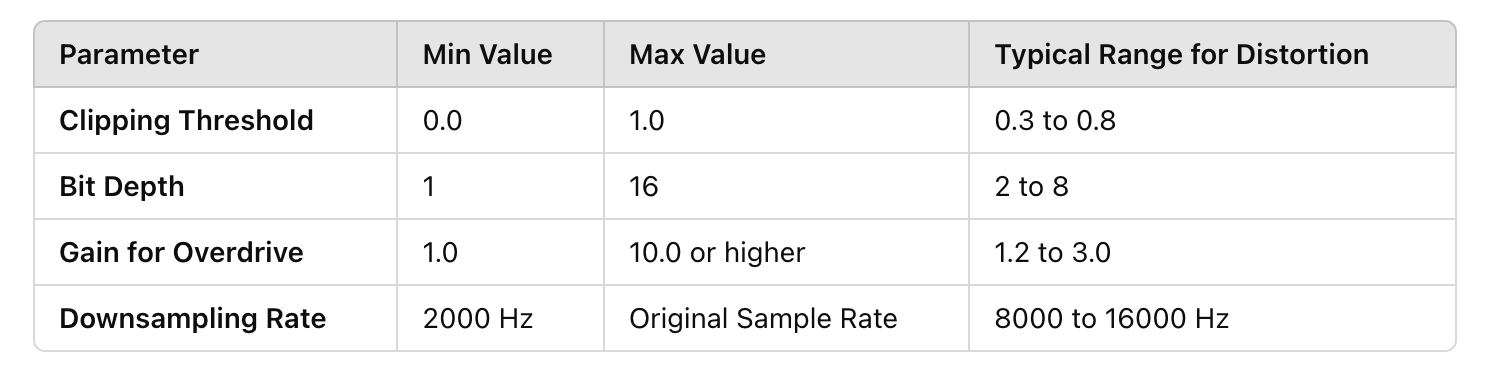 Parameter Min Value Max Value Typical Range for Distortion
Clipping Threshold 0.0 1.0 0.3 to 0.8
Bit Depth 1 16 2 to 8
Gain for Overdrive 1.0 10.0 or higher 1.2 to 3.0
Downsampling Rate 2000 Hz Original Sample Rate 8000 to 16000 Hz